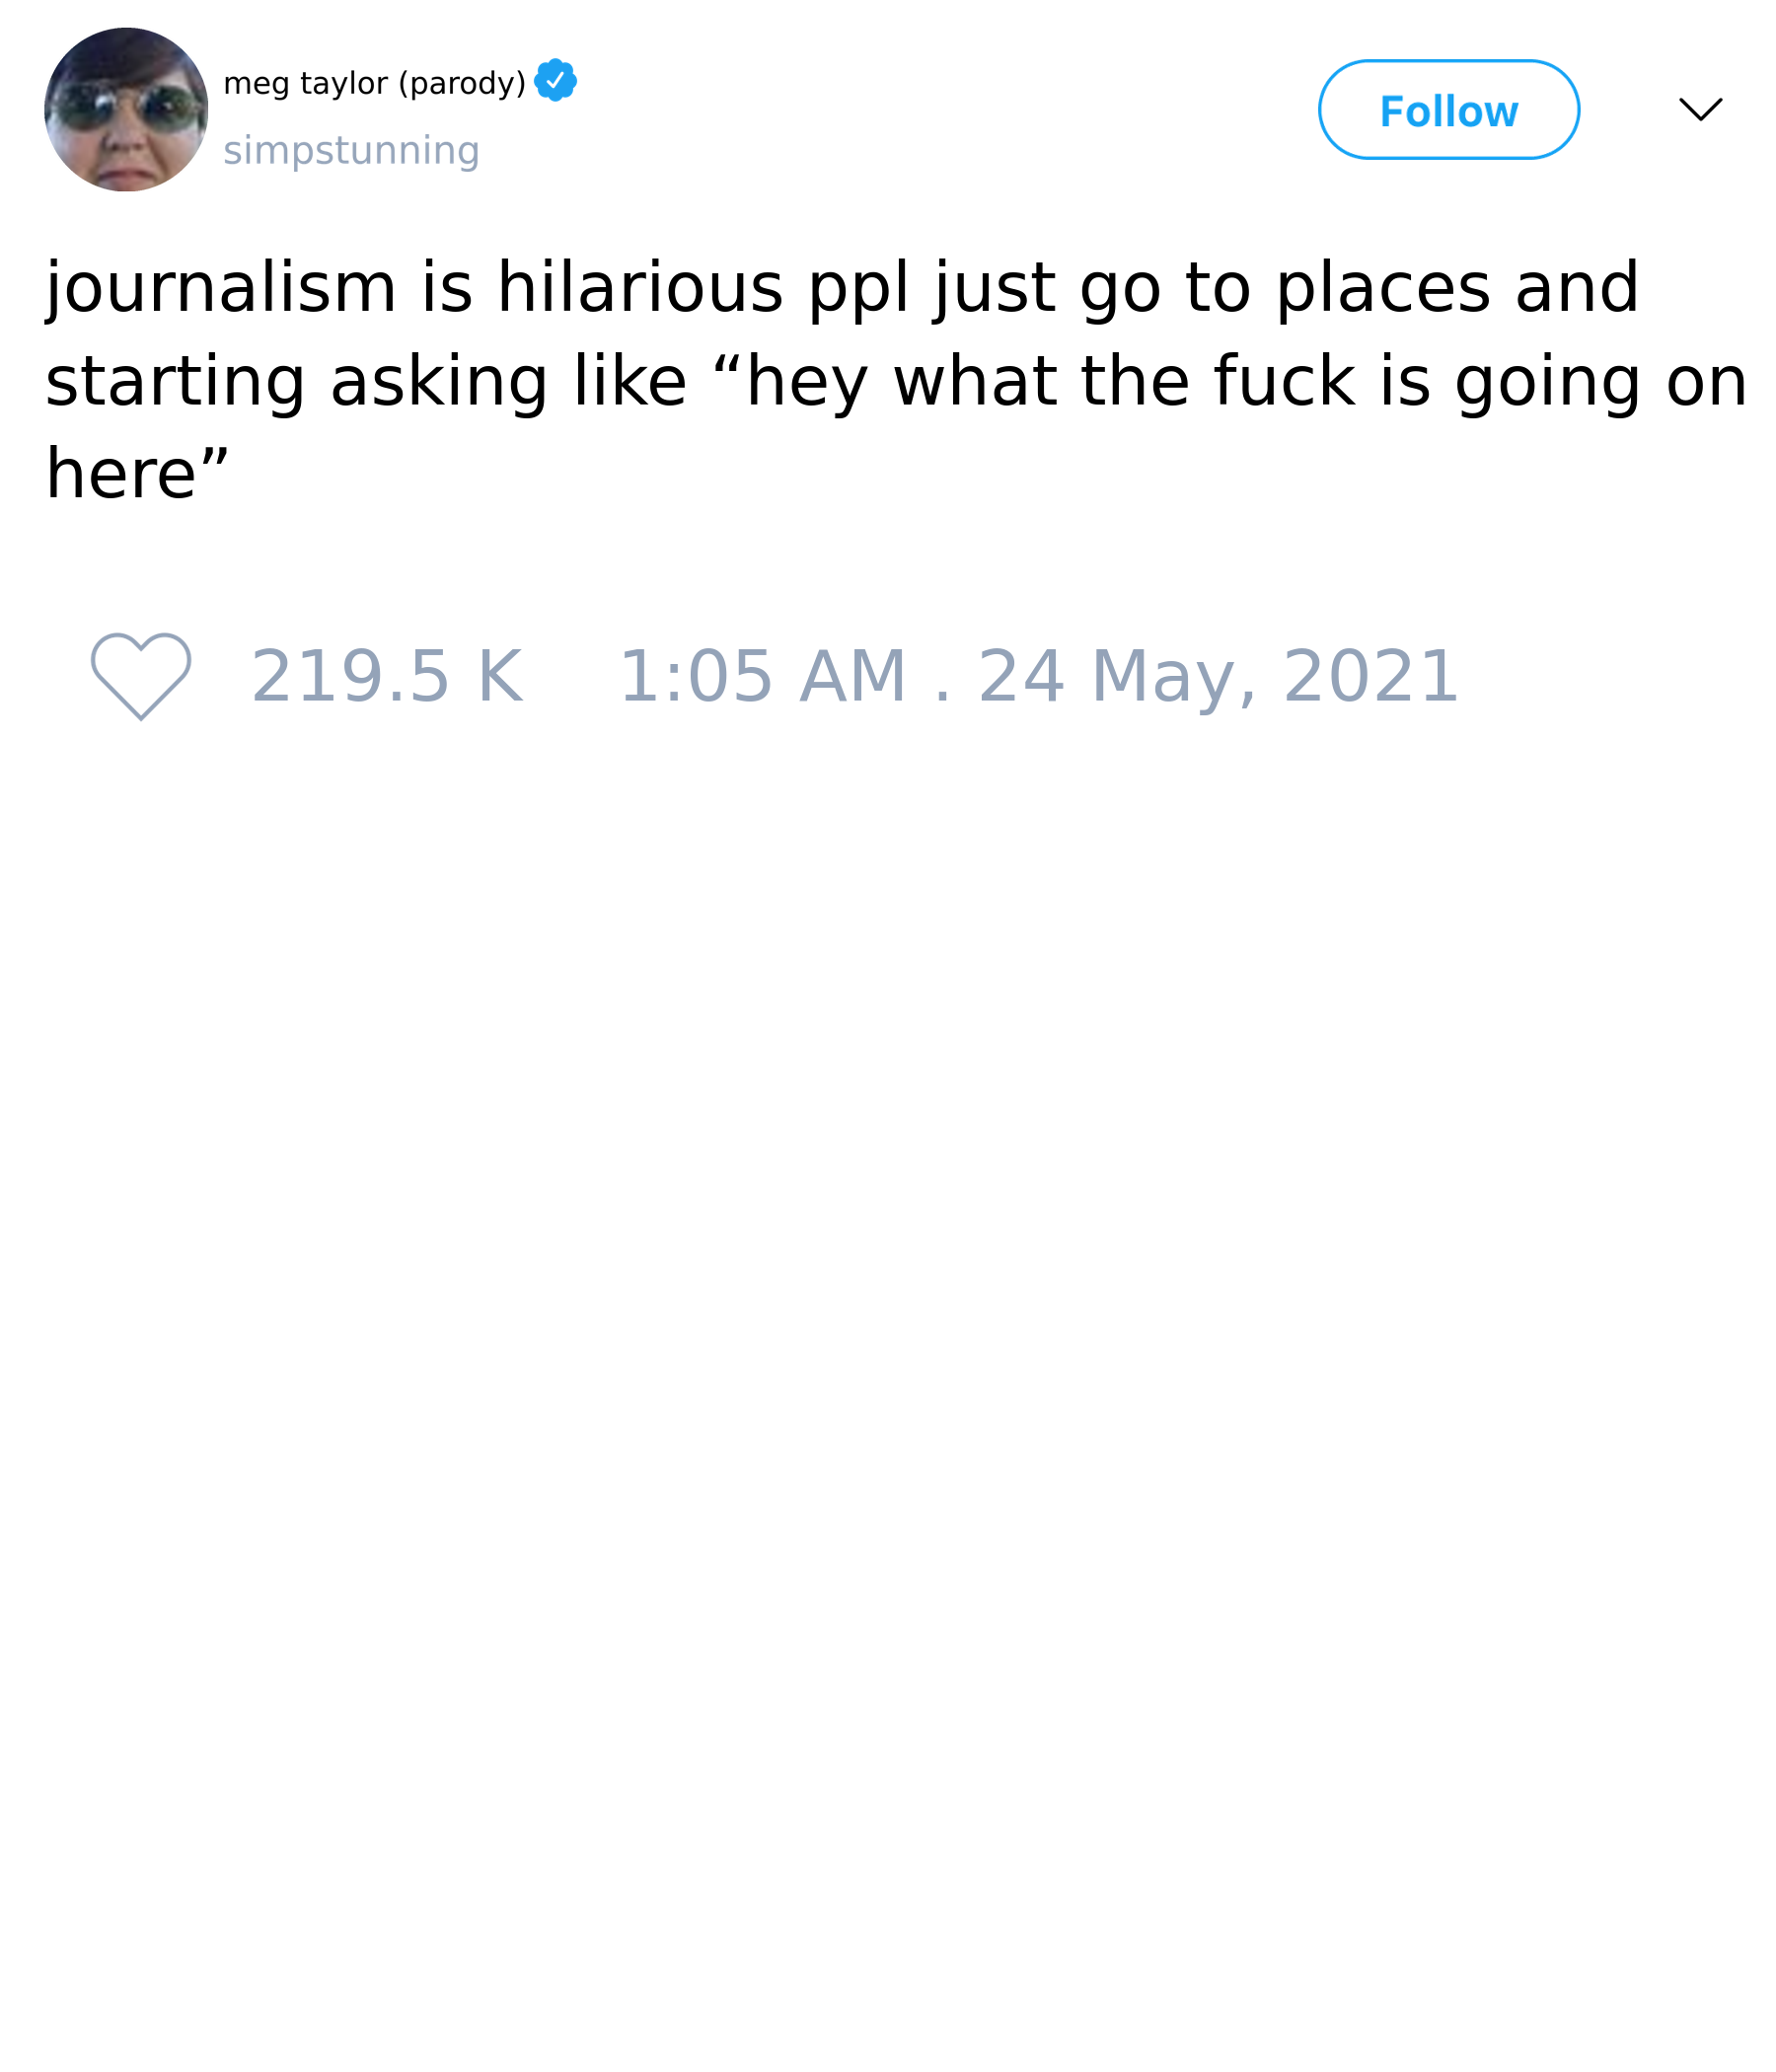 meg taylor (parody)
simpstunning
Follow
journalism is hilarious ppl just go to places and
starting asking like “hey what the fuck is going on
here”
219.5 K 1:05 AM . 24 May, 2021